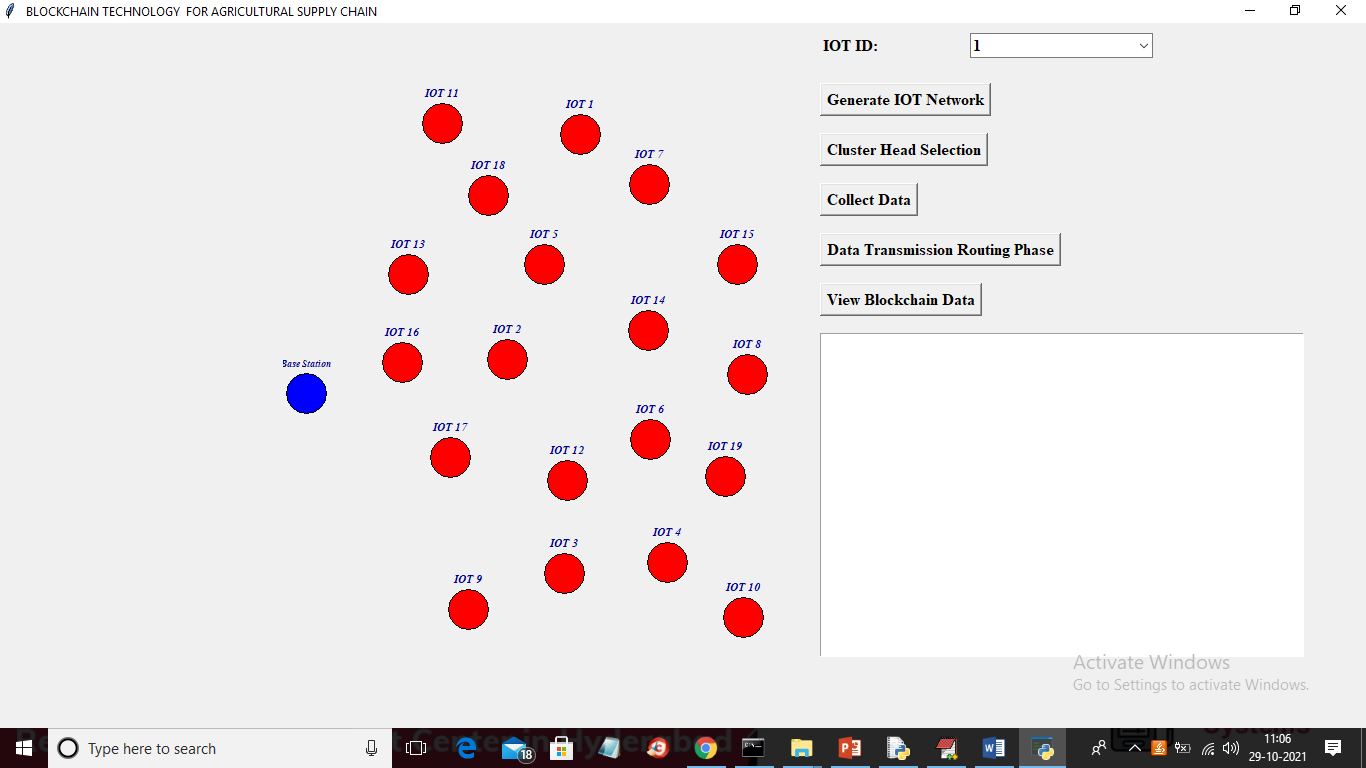 BLOCKCHAIN TECHNOLOGY  FOR AGRICULTURAL SUPPLY CHAIN
IOT ID:
1
Generate IOT Network
Cluster Head Selection
Collect Data
Data Transmission Routing Phase
View Blockchain Data
IOT 11
IOT 1
IOT 7
IOT 18
IOT 5
IOT 15
IOT 13
IOT 14
IOT 16
IOT 2
IOT 8
Base Station
IOT 6
IOT 17
IOT 12
IOT 19
IOT 3
IOT 4
IOT 9
IOT 10
Activate Windows
Go to Settings to activate Windows.
Type here to search
18
11:06
29-10-2021